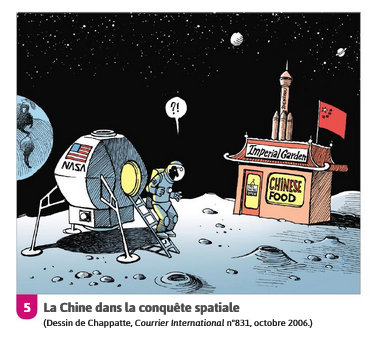 ?!
NASA
Imperial Garden
CHINESE
FOOD
5 La Chine dans la conquête spatiale
(Dessin de Chappatte, Courrier International n°831, octobre 2006.)